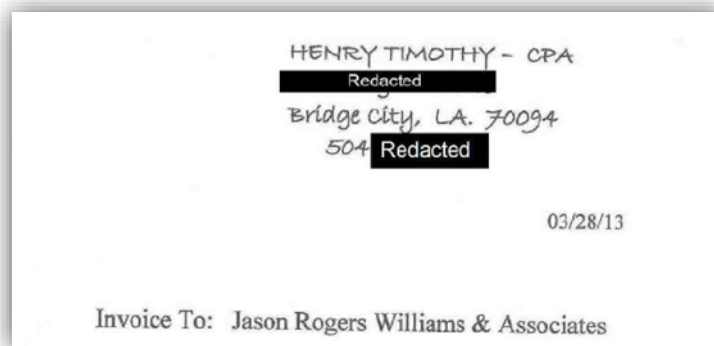 HENRY TIMOTHY - CPA
Redacted
Bridge City, LA. 70094
504 Redacted
03/28/13
Invoice To: Jason Rogers Williams & Associates